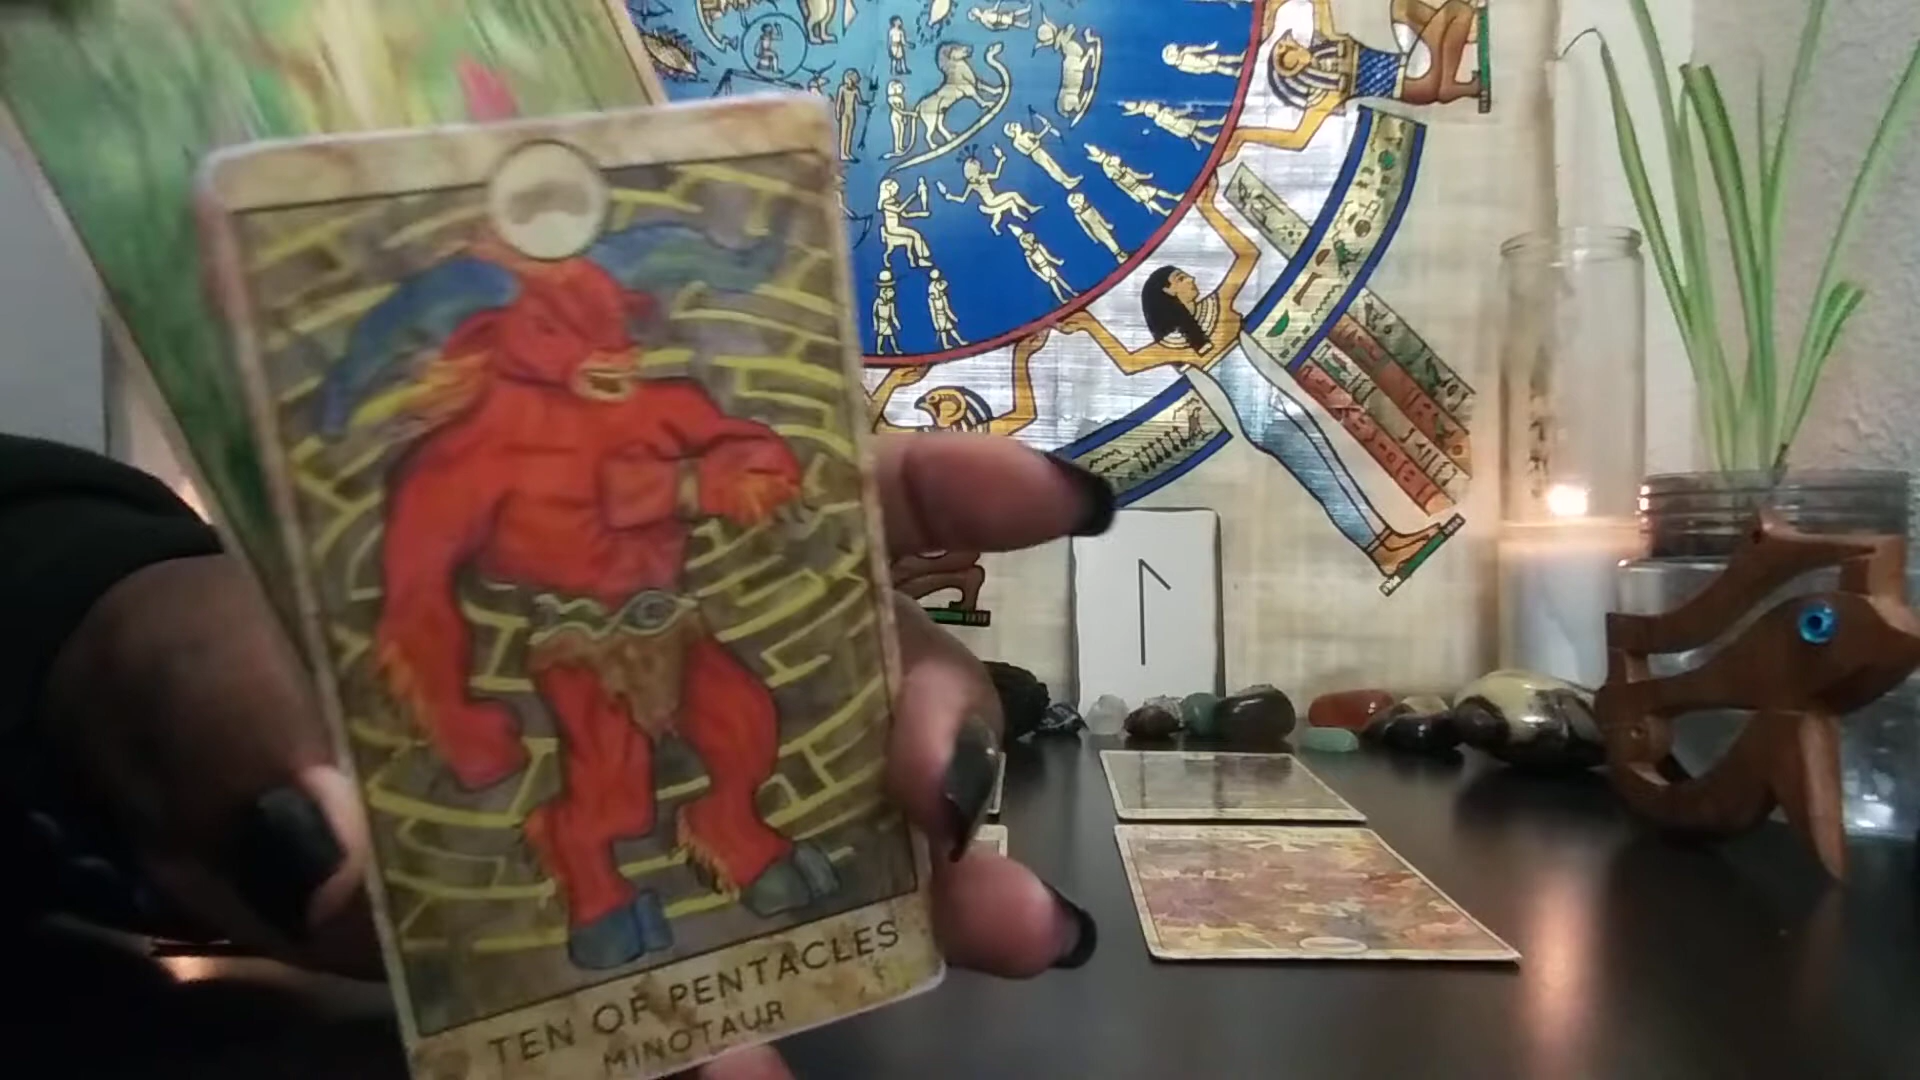 TEN OF PENTACLES
MINOTAUR
ᛚ